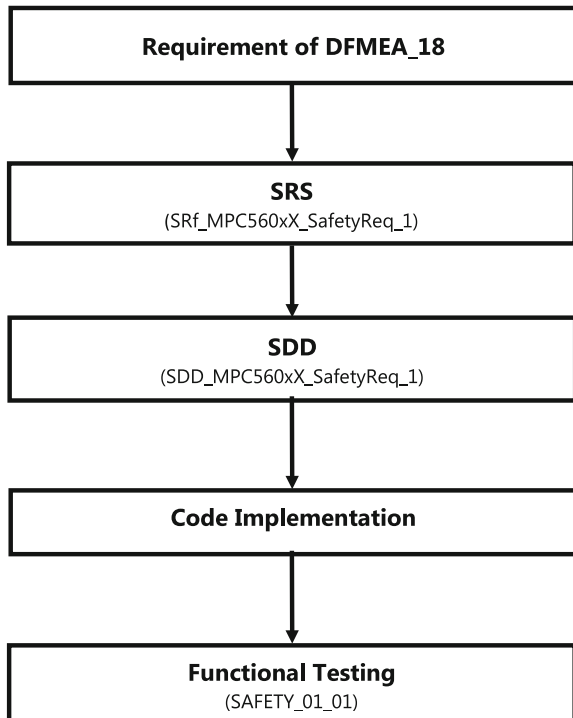 Requirement of DFMEA_18
SRS
(SRf_MPC560xX_SafetyReq_1)
SDD
(SDD_MPC560xX_SafetyReq_1)
Code Implementation
Functional Testing
(SAFETY_01_01)